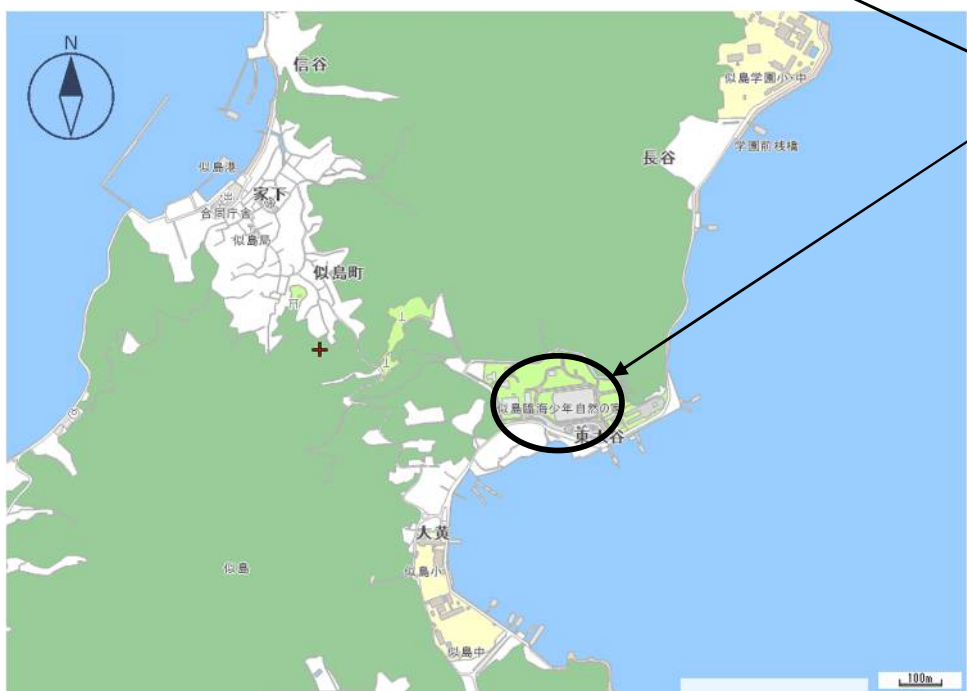 N
信谷
似島学園小・中
学園前桟橋
長谷
似島港
家下
合同庁舎
似島局
似島町
似島臨海少年自然の家
東大谷
大黄
似島
似島小
似島中
100m